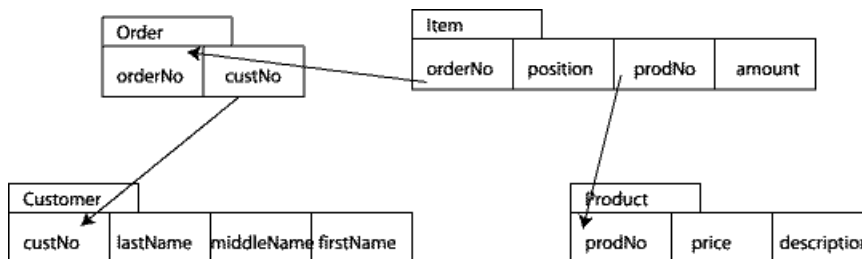 Order
orderNo custNo
Item
orderNo position prodNo amount
Customer
custNo lastName middleName firstName
Product
prodNo price description